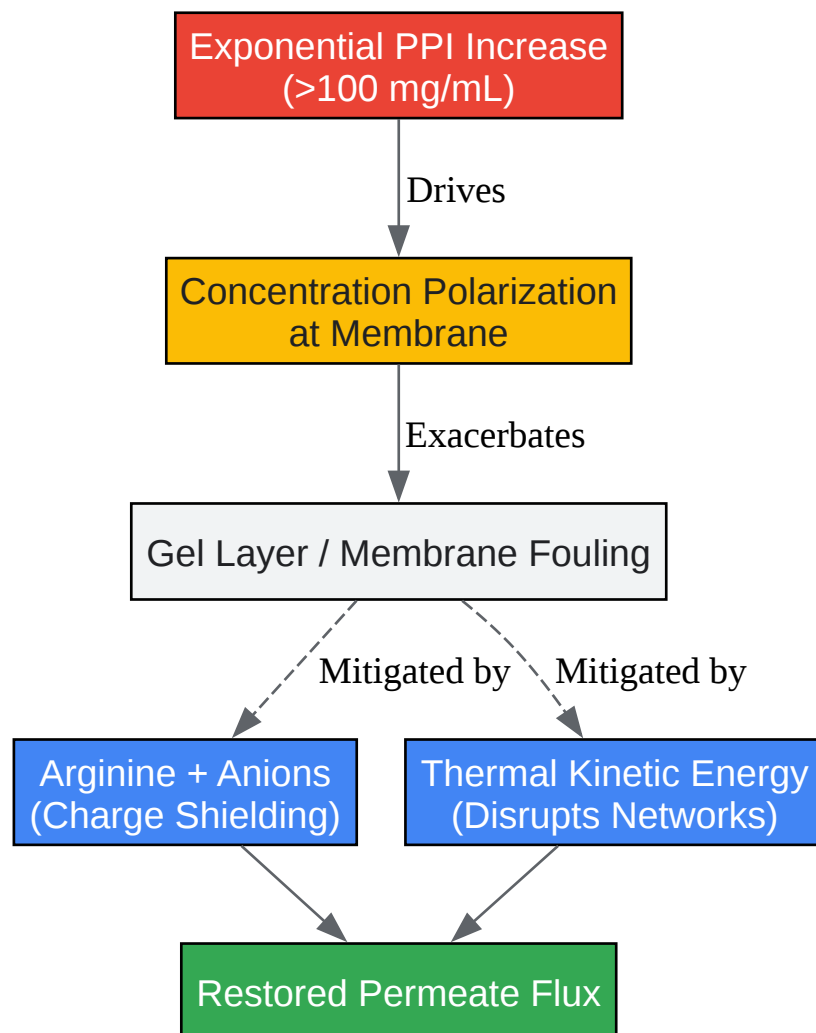 Exponential PPI Increase
(>100 mg/mL)
Drives
Concentration Polarization
at Membrane
Exacerbates
Gel Layer / Membrane Fouling
Mitigated by
Mitigated by
Arginine + Anions
(Charge Shielding)
Thermal Kinetic Energy
(Disrupts Networks)
Restored Permeate Flux